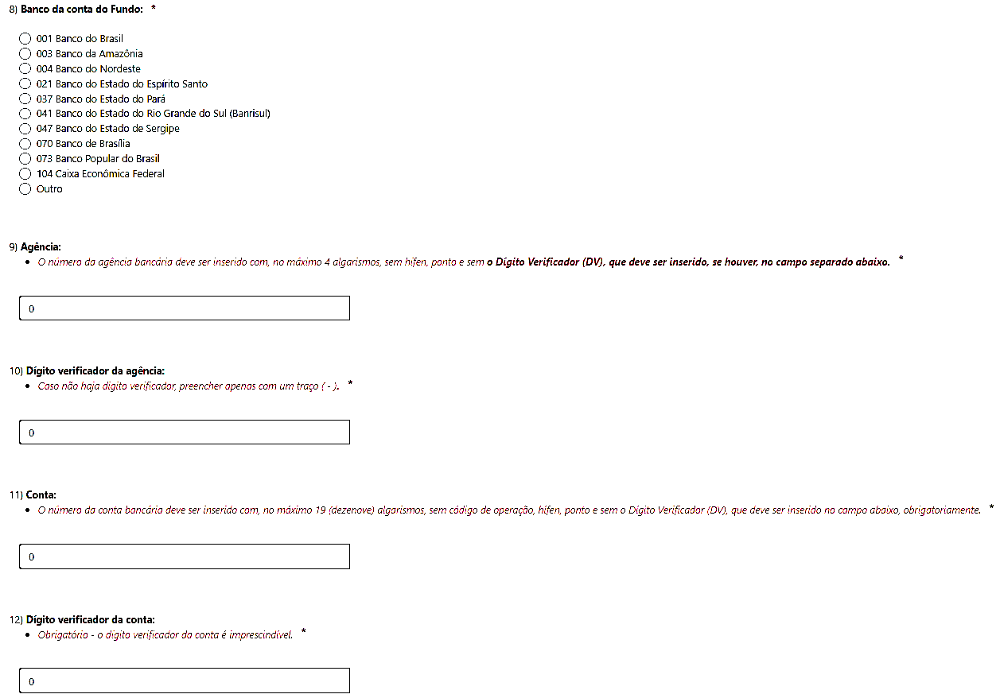 8) Banco da conta do Fundo: *
001 Banco do Brasil
003 Banco da Amazônia
004 Banco do Nordeste
021 Banco do Estado do Espírito Santo
037 Banco do Estado do Pará
041 Banco do Estado do Rio Grande do Sul (Banrisul)
047 Banco do Estado de Sergipe
070 Banco de Brasília
073 Banco Popular do Brasil
104 Caixa Econômica Federal
Outro
9) Agência:
• O número da agência bancária deve ser inserido com, no máximo 4 algarismos, sem hífen, ponto e sem o Dígito Verificador (DV), que deve ser inserido, se houver, no campo separado abaixo. *
0
10) Dígito verificador da agência:
• Caso não haja digito verificador, preencher apenas com um traço ( - ). *
0
11) Conta:
• O número da conta bancária deve ser inserido com, no máximo 19 (dezenove) algarismos, sem código de operação, hífen, ponto e sem o Dígito Verificador (DV), que deve ser inserido no campo abaixo, obrigatoriamente. *
0
12) Dígito verificador da conta:
• Obrigatório - o digito verificador da conta é imprescindível. *
0